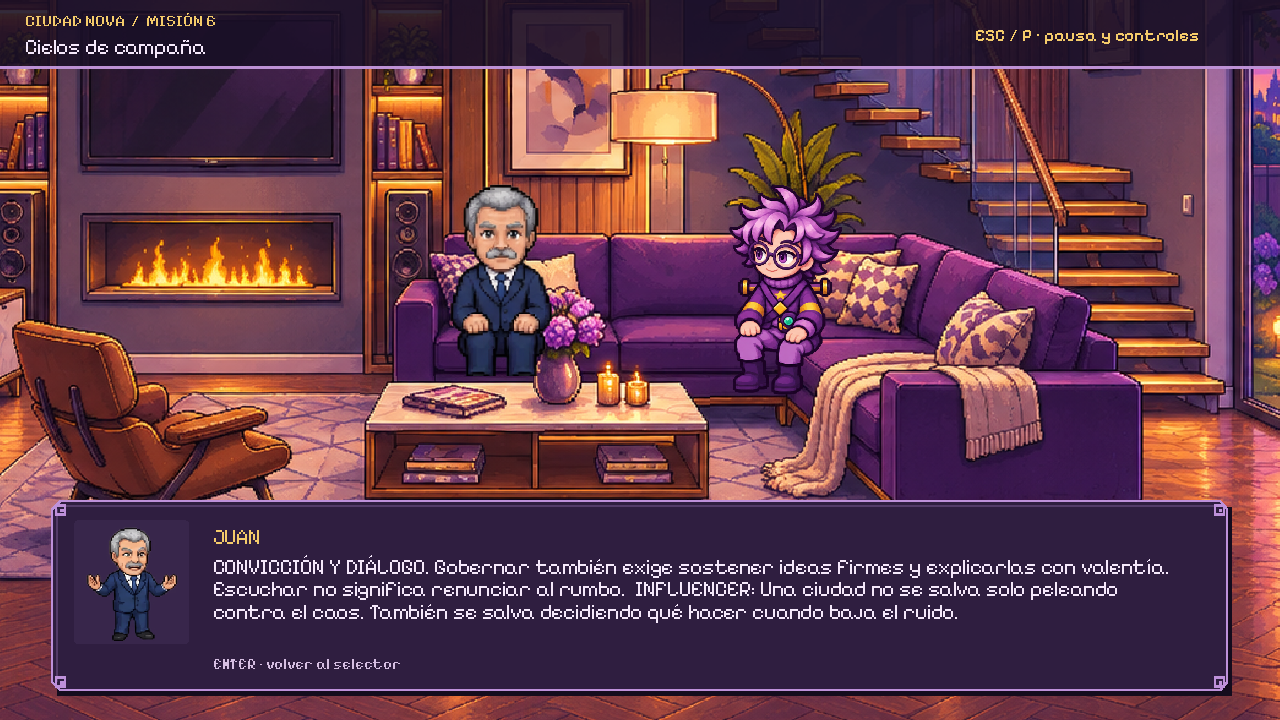 CIUDAD NOVA / MISIÓN 6
Cielos de campaña
ESC / P · pausa y controles
JUAN
CONVICCIÓN Y DIÁLOGO. Gobernar también exige sostener ideas firmes y explicarlas con valentía.
Escuchar no significa renunciar al rumbo. INFLUENCER: Una ciudad no se salva solo peleando
contra el caos. También se salva decidiendo qué hacer cuando baja el ruido.
ENTER · volver al selector